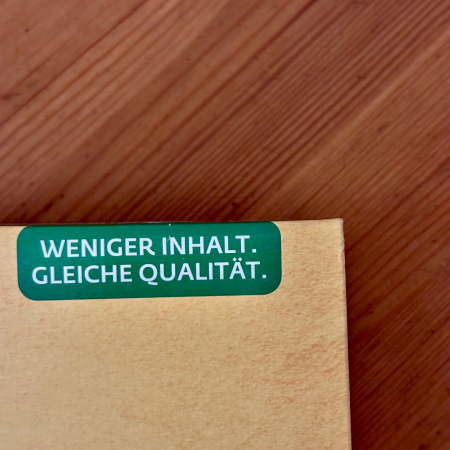 WENIGER INHALT.
GLEICHE QUALITÄT.